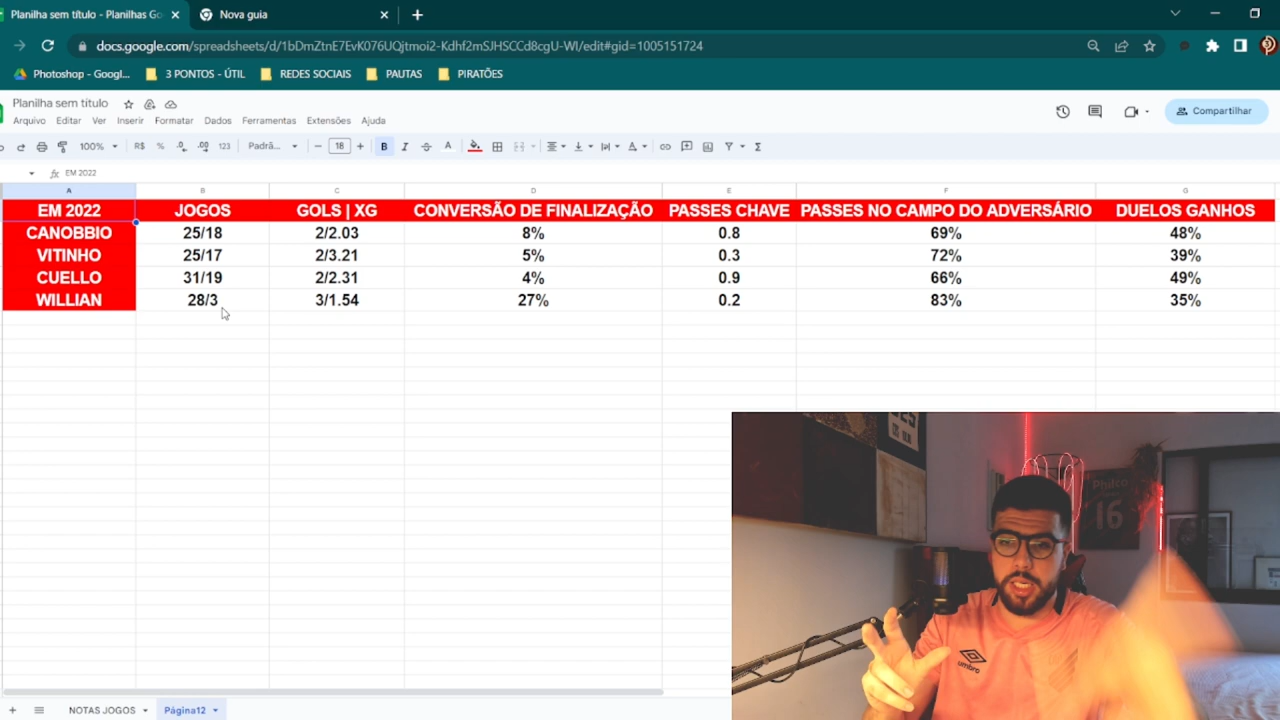 Planilha sem título - Planilhas Go
Nova guia
docs.google.com/spreadsheets/d/1bDmZtnE7EvK076UQjtmoi2-Kdhf2mSJHSCCd8cgU-WI/edit#gid=1005151724
Photoshop - Googl... 3 PONTOS - ÚTIL REDES SOCIAIS PAUTAS PIRATÕES
Planilha sem título
Arquivo Editar Ver Inserir Formatar Dados Ferramentas Extensões Ajuda
Compartilhar
100% R$ % .0 .00 123 Padrã... 18 B I A
fx EM 2022
A B C D E F G
EM 2022 JOGOS GOLS | XG CONVERSÃO DE FINALIZAÇÃO PASSES CHAVE PASSES NO CAMPO DO ADVERSÁRIO DUELOS GANHOS
CANOBBIO 25/18 2/2.03 8% 0.8 69% 48%
VITINHO 25/17 2/3.21 5% 0.3 72% 39%
CUELLO 31/19 2/2.31 4% 0.9 66% 49%
WILLIAN 28/3 3/1.54 27% 0.2 83% 35%
Philco
16
umbro
NOTAS JOGOS Página12